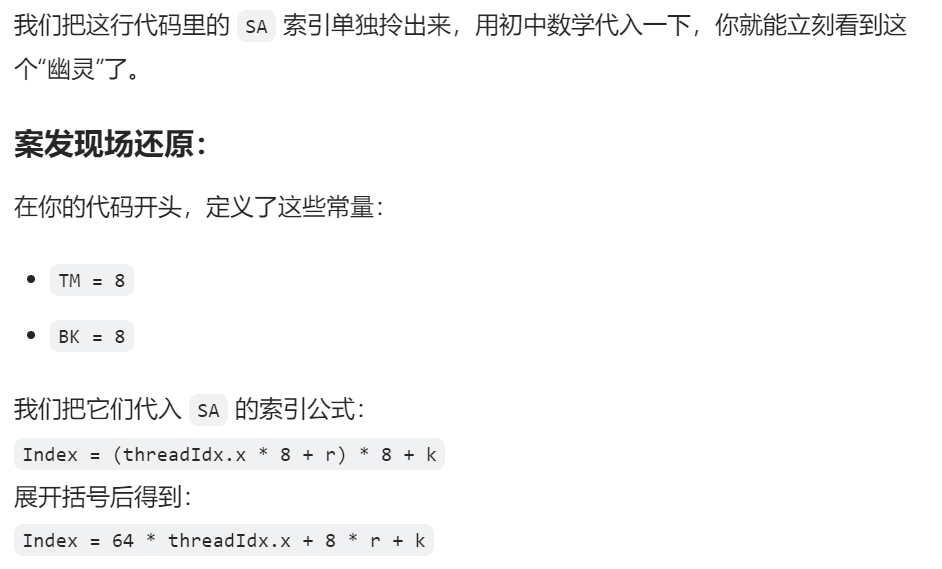 我们把这行代码里的 SA 索引单独拎出来，用初中数学代入一下，你就能立刻看到这
个“幽灵”了。
案发现场还原：
在你的代码开头，定义了这些常量：
• TM = 8
• BK = 8
我们把它们代入 SA 的索引公式：
Index = (threadIdx.x * 8 + r) * 8 + k
展开括号后得到：
Index = 64 * threadIdx.x + 8 * r + k